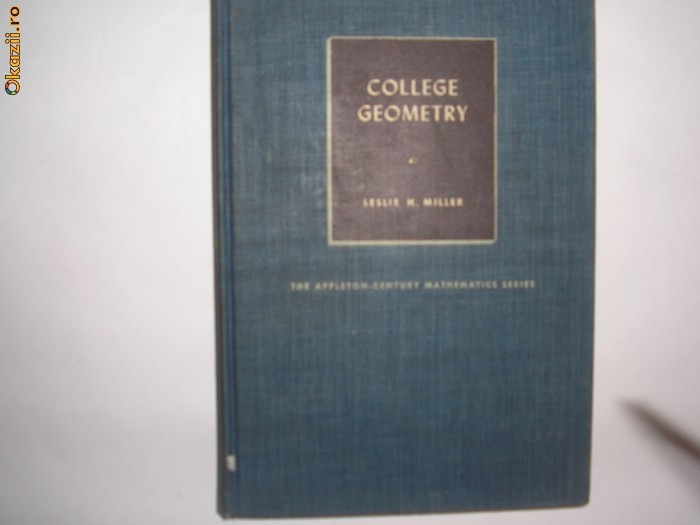 Okazii.ro
COLLEGE
GEOMETRY
LESLIE H. MILLER
THE APPLETON-CENTURY MATHEMATICS SERIES